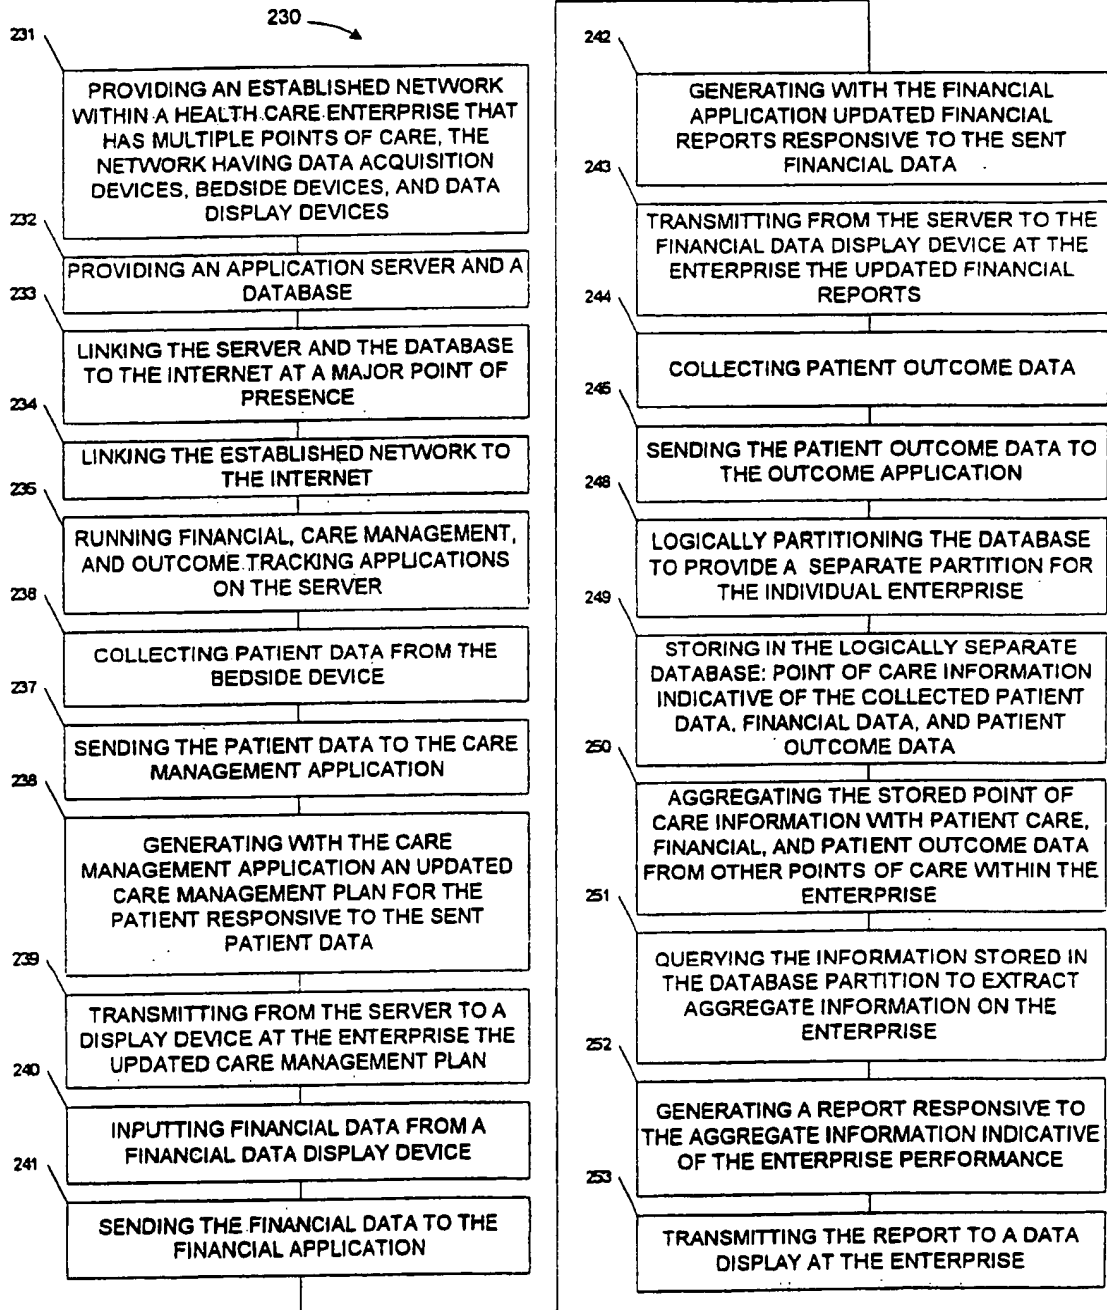 230
231
PROVIDING AN ESTABLISHED NETWORK
WITHIN A HEALTH CARE ENTERPRISE THAT
HAS MULTIPLE POINTS OF CARE, THE
NETWORK HAVING DATA ACQUISITION
DEVICES, BEDSIDE DEVICES, AND DATA
DISPLAY DEVICES
232
PROVIDING AN APPLICATION SERVER AND A
DATABASE
233
LINKING THE SERVER AND THE DATABASE
TO THE INTERNET AT A MAJOR POINT OF
PRESENCE
234
LINKING THE ESTABLISHED NETWORK TO
THE INTERNET
235
RUNNING FINANCIAL, CARE MANAGEMENT,
AND OUTCOME TRACKING APPLICATIONS
ON THE SERVER
238
COLLECTING PATIENT DATA FROM THE
BEDSIDE DEVICE
237
SENDING THE PATIENT DATA TO THE CARE
MANAGEMENT APPLICATION
238
GENERATING WITH THE CARE
MANAGEMENT APPLICATION AN UPDATED
CARE MANAGEMENT PLAN FOR THE
PATIENT RESPONSIVE TO THE SENT
PATIENT DATA
239
TRANSMITTING FROM THE SERVER TO A
DISPLAY DEVICE AT THE ENTERPRISE THE
UPDATED CARE MANAGEMENT PLAN
240
INPUTTING FINANCIAL DATA FROM A
FINANCIAL DATA DISPLAY DEVICE
241
SENDING THE FINANCIAL DATA TO THE
FINANCIAL APPLICATION
242
GENERATING WITH THE FINANCIAL
APPLICATION UPDATED FINANCIAL
REPORTS RESPONSIVE TO THE SENT
FINANCIAL DATA
243
TRANSMITTING FROM THE SERVER TO THE
FINANCIAL DATA DISPLAY DEVICE AT THE
ENTERPRISE THE UPDATED FINANCIAL
REPORTS
244
COLLECTING PATIENT OUTCOME DATA
245
SENDING THE PATIENT OUTCOME DATA TO
THE OUTCOME APPLICATION
248
LOGICALLY PARTITIONING THE DATABASE
TO PROVIDE A SEPARATE PARTITION FOR
THE INDIVIDUAL ENTERPRISE
249
STORING IN THE LOGICALLY SEPARATE
DATABASE: POINT OF CARE INFORMATION
INDICATIVE OF THE COLLECTED PATIENT
DATA, FINANCIAL DATA, AND PATIENT
OUTCOME DATA
250
AGGREGATING THE STORED POINT OF
CARE INFORMATION WITH PATIENT CARE,
FINANCIAL, AND PATIENT OUTCOME DATA
FROM OTHER POINTS OF CARE WITHIN THE
ENTERPRISE
251
QUERYING THE INFORMATION STORED IN
THE DATABASE PARTITION TO EXTRACT
AGGREGATE INFORMATION ON THE
ENTERPRISE
252
GENERATING A REPORT RESPONSIVE TO
THE AGGREGATE INFORMATION INDICATIVE
OF THE ENTERPRISE PERFORMANCE
253
TRANSMITTING THE REPORT TO A DATA
DISPLAY AT THE ENTERPRISE